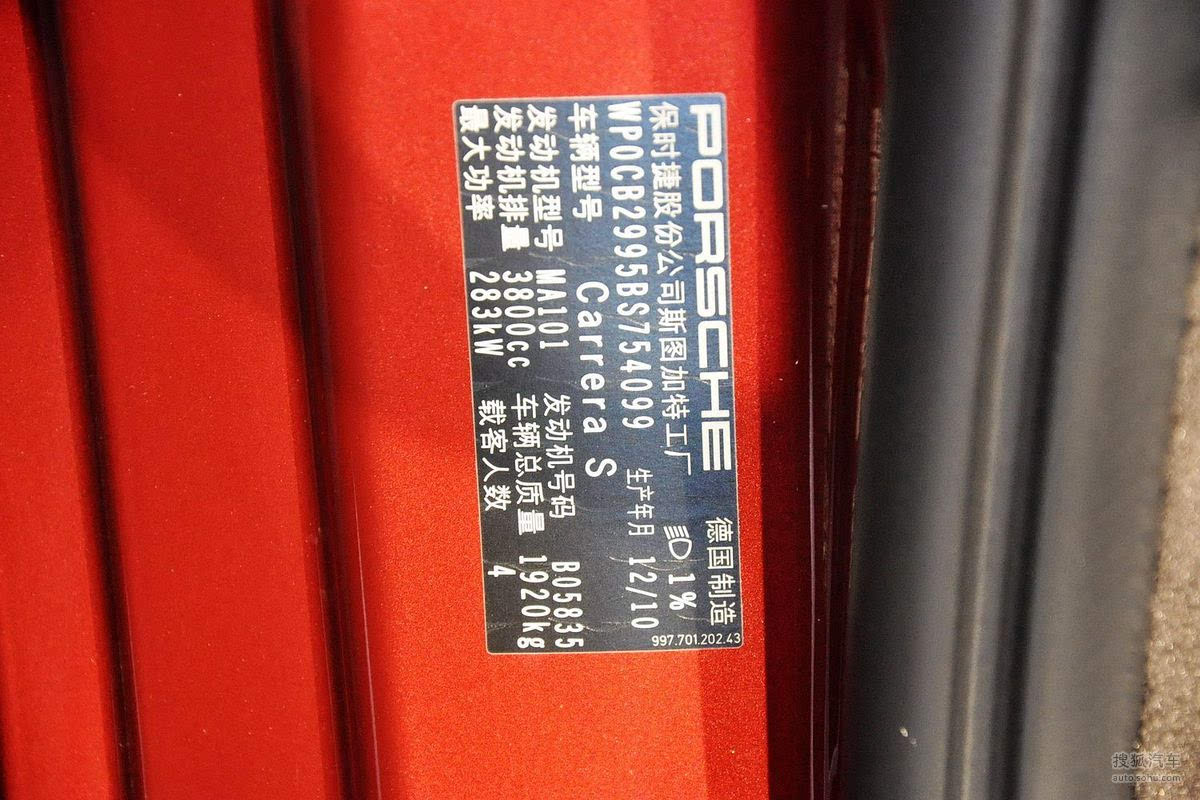 PORSCHE 德国制造
保时捷股份公司斯图加特工厂 1% 997.701.202.43
WP0CB2995BS754099 生产年月 12/10
车辆型号 Carrera S
发动机型号 MA101 发动机号码 B05835
发动机排量 3800cc 车辆总质量 1920kg
最大功率 283kW 载客人数 4
搜狐汽车
auto.sohu.com